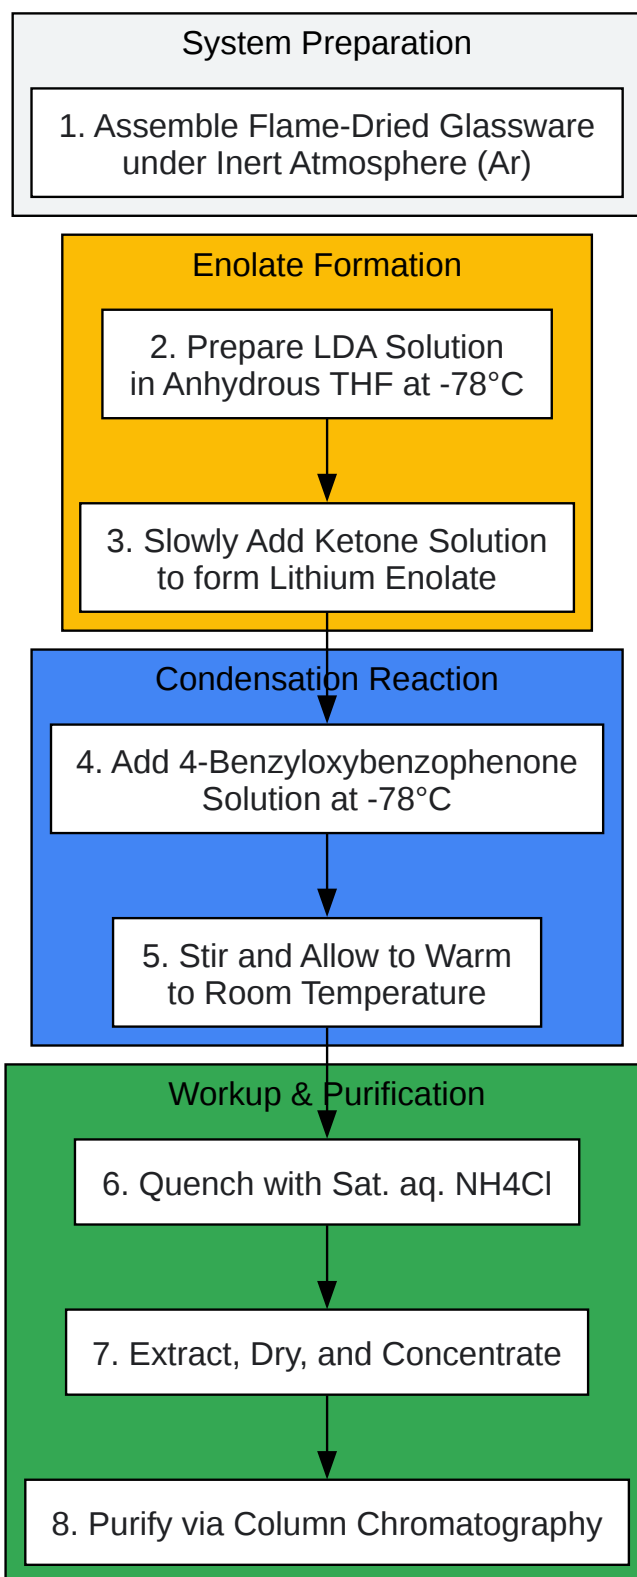 System Preparation
1. Assemble Flame-Dried Glassware
under Inert Atmosphere (Ar)
Enolate Formation
2. Prepare LDA Solution
in Anhydrous THF at -78°C
3. Slowly Add Ketone Solution
to form Lithium Enolate
Condensation Reaction
4. Add 4-Benzyloxybenzophenone
Solution at -78°C
5. Stir and Allow to Warm
to Room Temperature
Workup & Purification
6. Quench with Sat. aq. NH4Cl
7. Extract, Dry, and Concentrate
8. Purify via Column Chromatography